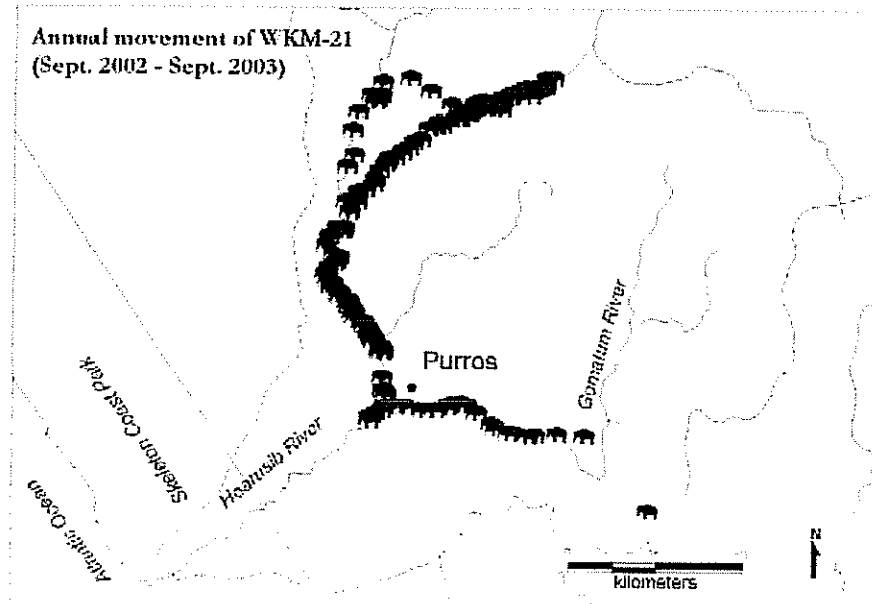 Annual movement of WKM-21
(Sept. 2002 - Sept. 2003)
Purros
Gomatum River
Skeleton Coast Park
Hoarusib River
Atlantic Ocean
N
kilometers